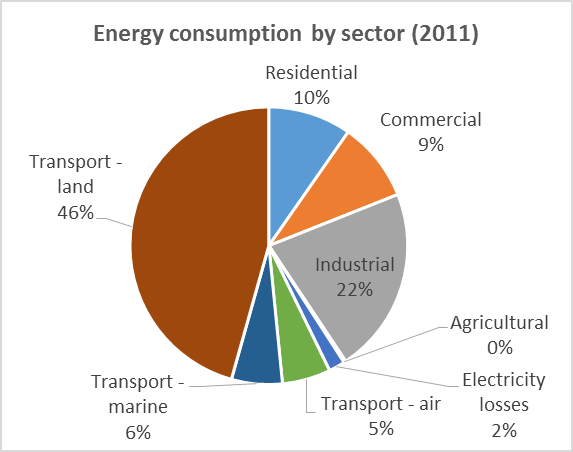 Energy consumption by sector (2011)
Residential
10%
Commercial
9%
Industrial
22%
Agricultural
0%
Electricity
losses
2%
Transport - air
5%
Transport -
marine
6%
Transport -
land
46%